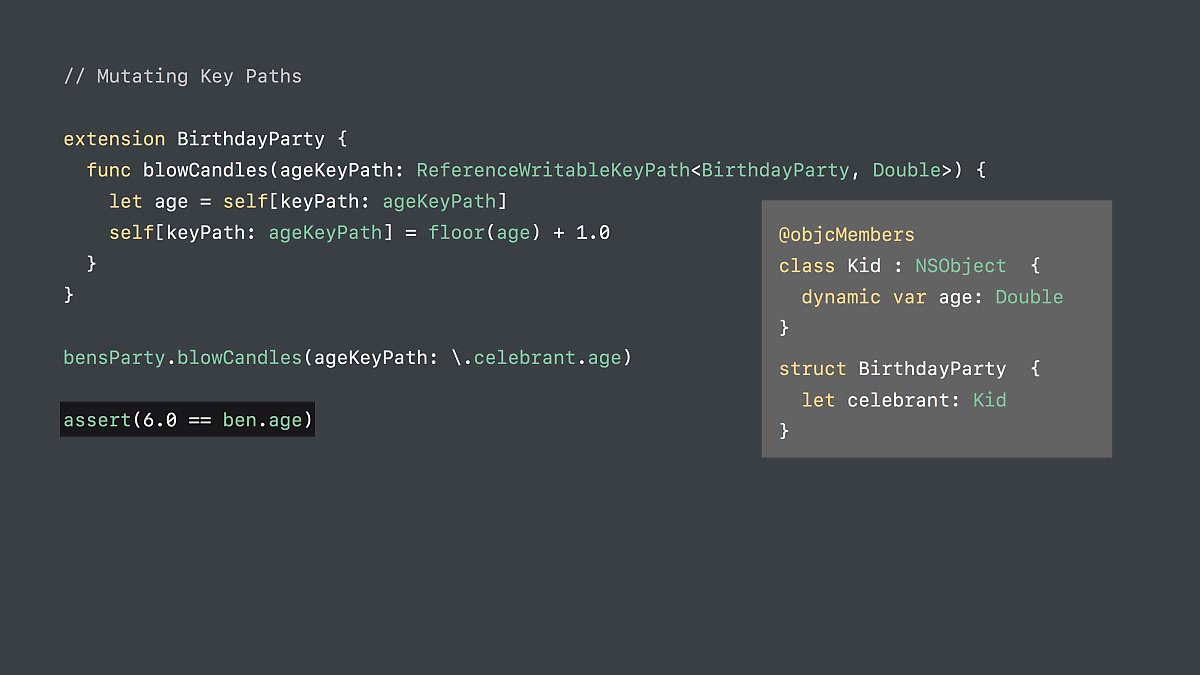 // Mutating Key Paths
extension BirthdayParty {
func blowCandles(ageKeyPath: ReferenceWritableKeyPath<BirthdayParty, Double>) {
let age = self[keyPath: ageKeyPath]
self[keyPath: ageKeyPath] = floor(age) + 1.0
}
}
bensParty.blowCandles(ageKeyPath: \.celebrant.age)
assert(6.0 == ben.age)
@objcMembers
class Kid : NSObject {
dynamic var age: Double
}
struct BirthdayParty {
let celebrant: Kid
}